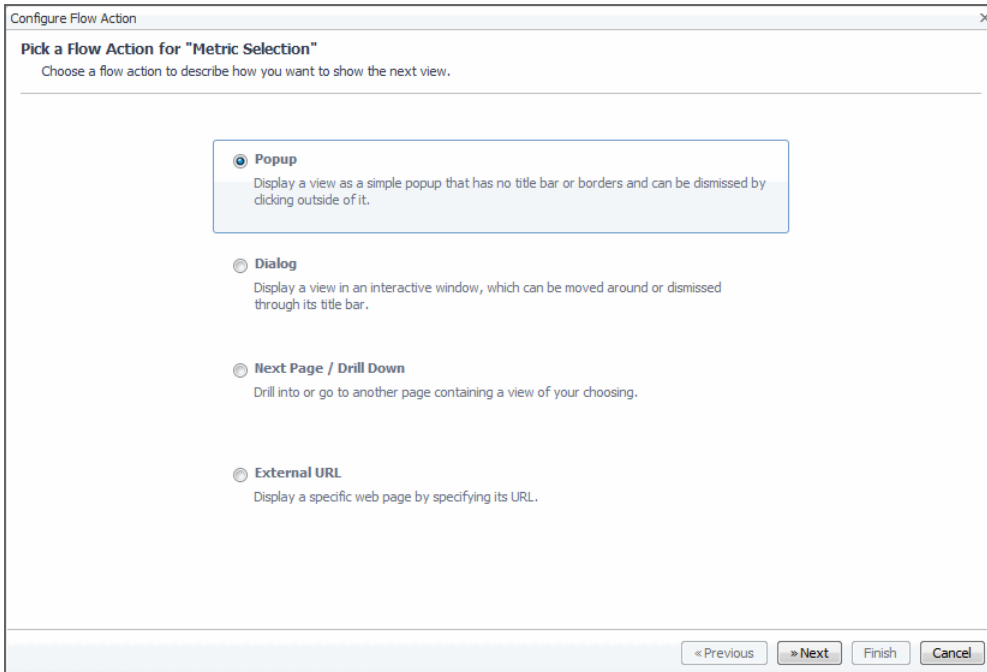 Configure Flow Action
Pick a Flow Action for "Metric Selection"
Choose a flow action to describe how you want to show the next view.
Popup
Display a view as a simple popup that has no title bar or borders and can be dismissed by
clicking outside of it.
Dialog
Display a view in an interactive window, which can be moved around or dismissed
through its title bar.
Next Page / Drill Down
Drill into or go to another page containing a view of your choosing.
External URL
Display a specific web page by specifying its URL.
« Previous » Next Finish Cancel